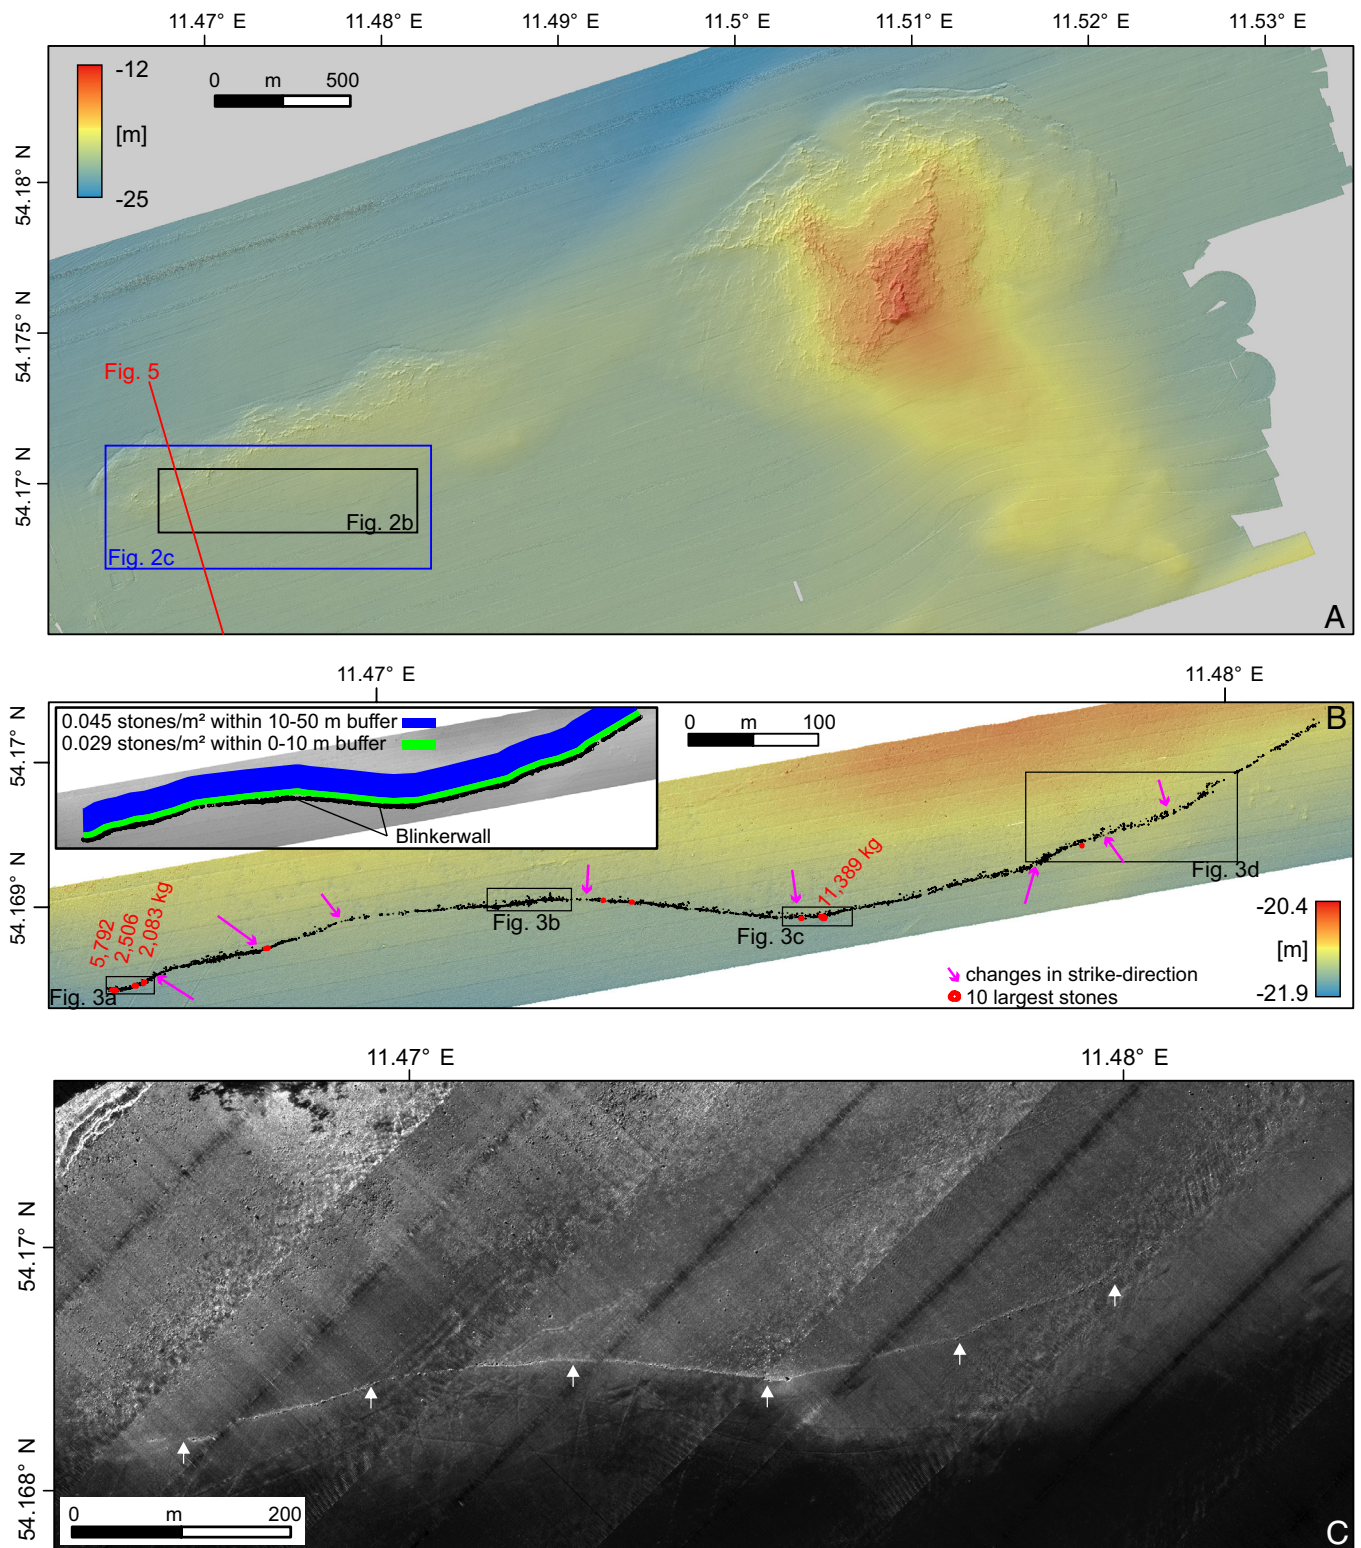 11.47° E 11.48° E 11.49° E 11.5° E 11.51° E 11.52° E 11.53° E
-12
[m]
-25
0 m 500
54.18° N
54.175° N
54.17° N
Fig. 5
Fig. 2b
Fig. 2c
A
11.47° E 11.48° E
0.045 stones/m² within 10-50 m buffer
0.029 stones/m² within 0-10 m buffer
Blinkerwall
0 m 100
B
54.17° N
54.169° N
5,792
2,506
2,083 kg
11,389 kg
Fig. 3a
Fig. 3b
Fig. 3c
Fig. 3d
-20.4
[m]
-21.9
changes in strike-direction
10 largest stones
11.47° E 11.48° E
54.17° N
54.168° N
0 m 200
C